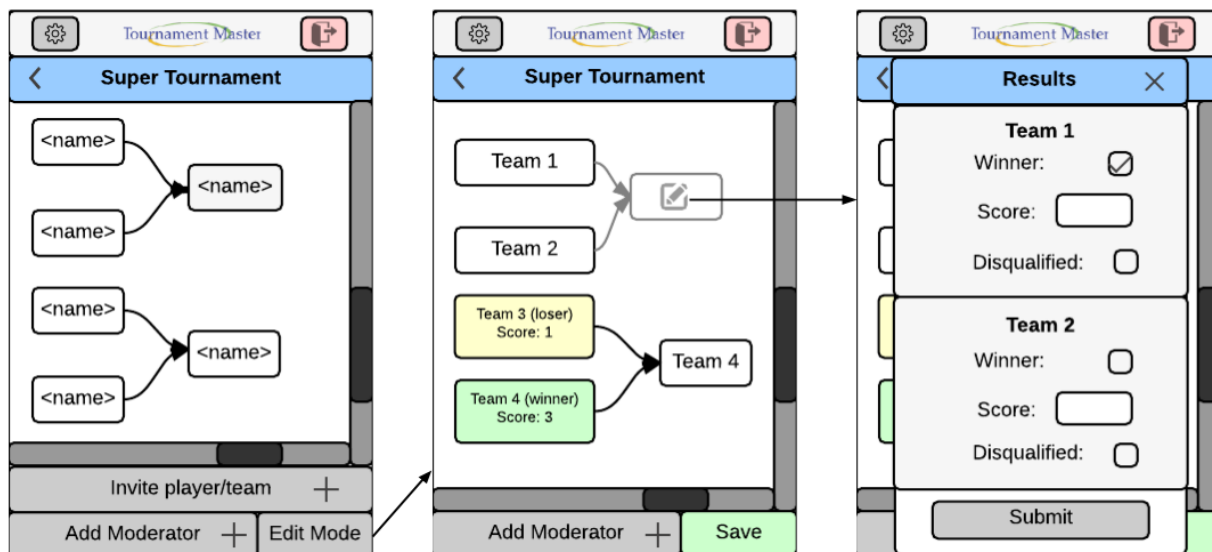 Tournament Master
Super Tournament
<name>
<name>
<name>
<name>
<name>
<name>
Invite player/team
Add Moderator
Edit Mode
Tournament Master
Super Tournament
Team 1
Team 2
Team 3 (loser)
Score: 1
Team 4
Team 4 (winner)
Score: 3
Add Moderator
Save
Tournament Master
Results
Team 1
Winner:
Score:
Disqualified:
Team 2
Winner:
Score:
Disqualified:
Submit